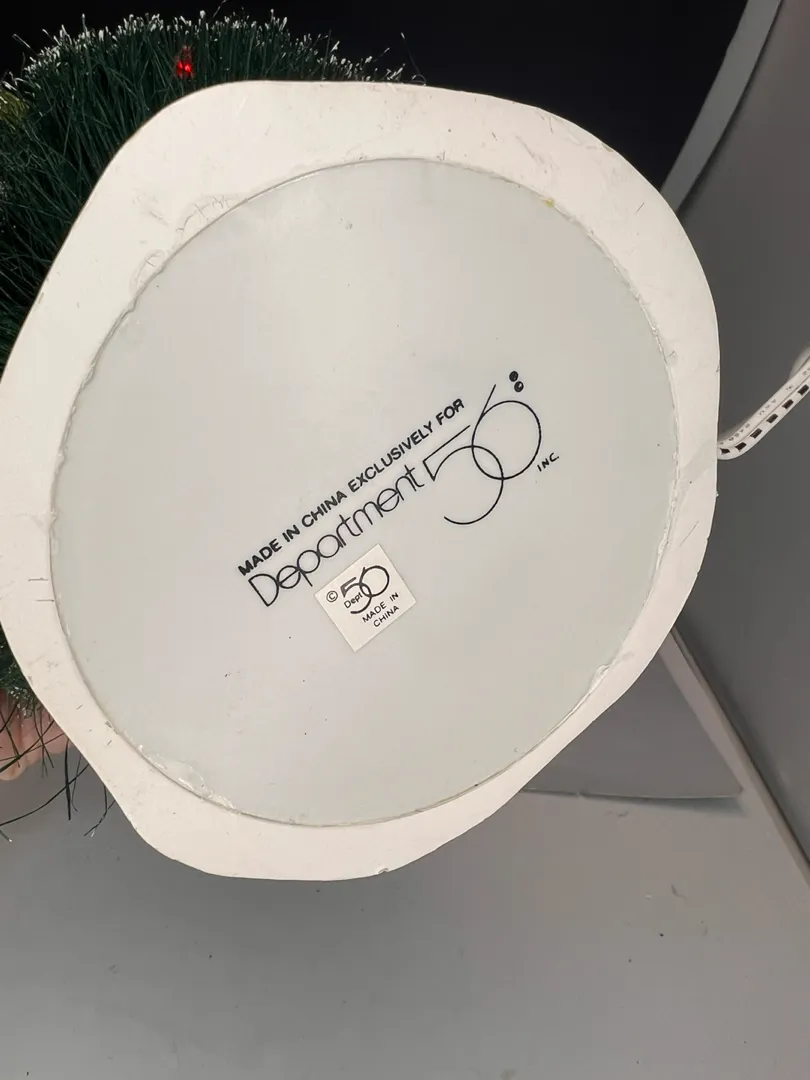 MADE IN CHINA EXCLUSIVELY FOR
Department 56
INC.
© Dept 56
MADE IN
CHINA